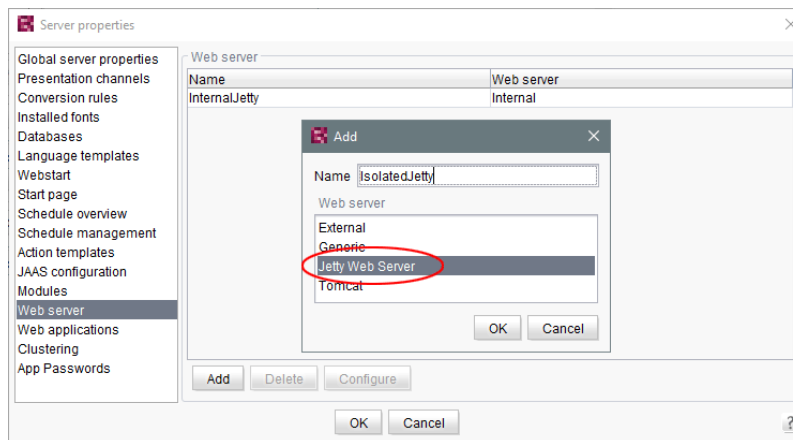 Server properties
Global server properties
Presentation channels
Conversion rules
Installed fonts
Databases
Language templates
Webstart
Start page
Schedule overview
Schedule management
Action templates
JAAS configuration
Modules
Web server
Web applications
Clustering
App Passwords
Web server
Name Web server
InternalJetty Internal
Add
Name IsolatedJetty
Web server
External
Generic
Jetty Web Server
Tomcat
OK Cancel
Add Delete Configure
OK Cancel
?